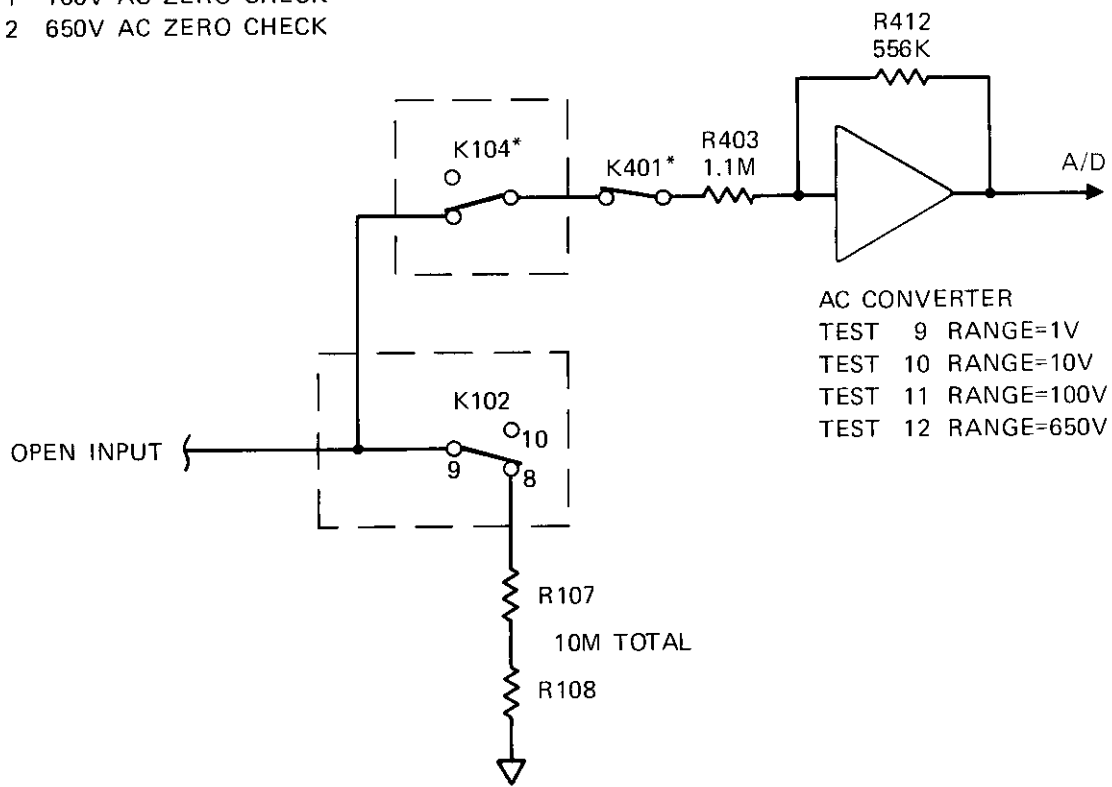 2 650V AC ZERO CHECK
R412
556K
K104*
R403
1.1M
K401*
A/D
AC CONVERTER
TEST 9 RANGE=1V
TEST 10 RANGE=10V
TEST 11 RANGE=100V
TEST 12 RANGE=650V
K102
10
OPEN INPUT
9
8
R107
10M TOTAL
R108